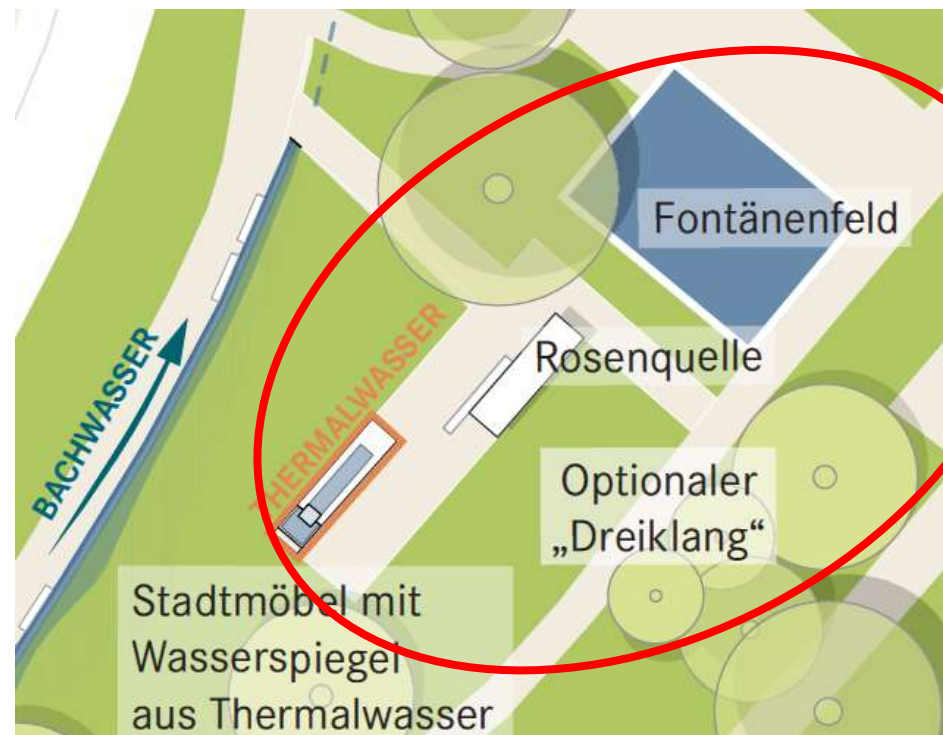 Fontänenfeld
BACHWASSER
THERMALWASSER
Rosenquelle
Optionaler
„Dreiklang“
Stadtmöbel mit
Wasserspiegel
aus Thermalwasser